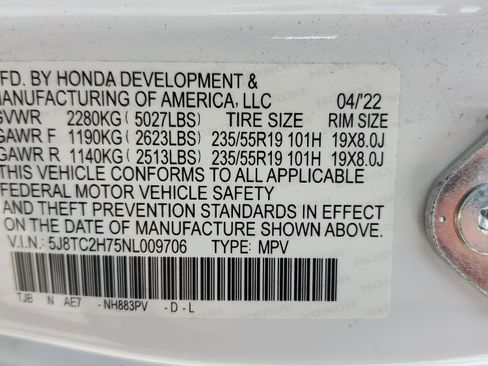 MFD. BY HONDA DEVELOPMENT &
MANUFACTURING OF AMERICA, LLC 04/'22
GVWR 2280KG(5027LBS) TIRE SIZE RIM SIZE
GAWR F 1190KG(2623LBS) 235/55R19 101H 19X8.0J
GAWR R 1140KG(2513LBS) 235/55R19 101H 19X8.0J
THIS VEHICLE CONFORMS TO ALL APPLICABLE
FEDERAL MOTOR VEHICLE SAFETY
AND THEFT PREVENTION STANDARDS IN EFFECT
ON THE DATE OF MANUFACTURE SHOWN ABOVE.
V.I.N.: 5J8TC2H75NL009706 TYPE: MPV
TJB N AE7 -NH883PV -D-L